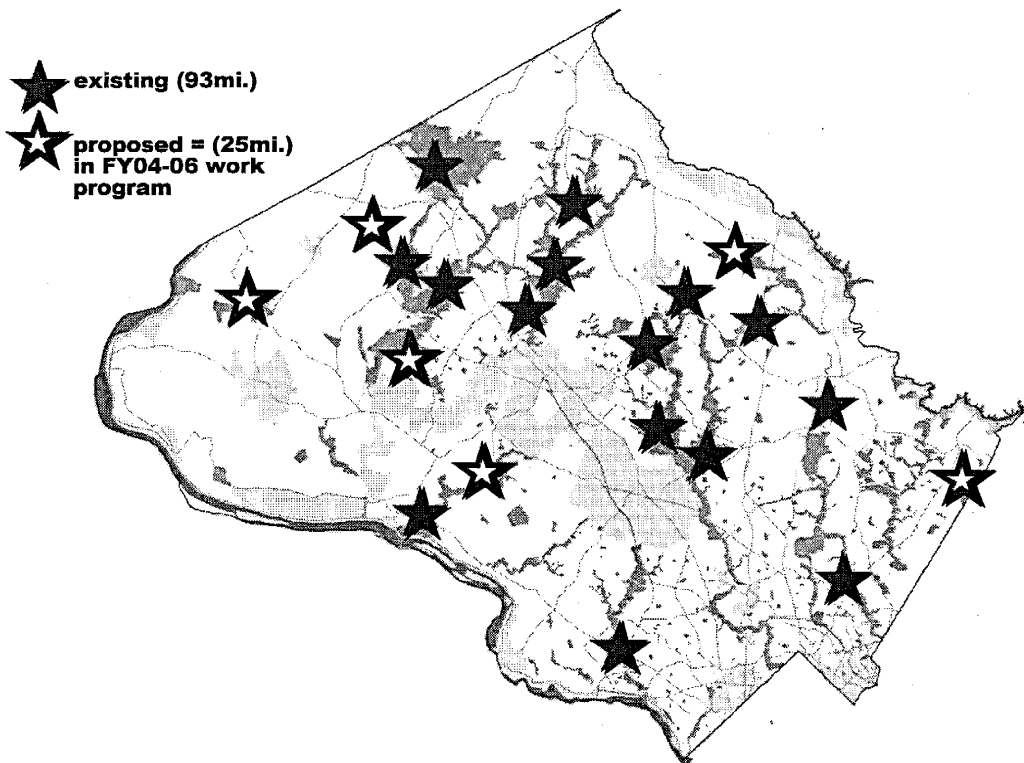 existing (93mi.)
proposed = (25mi.)
in FY04-06 work
program